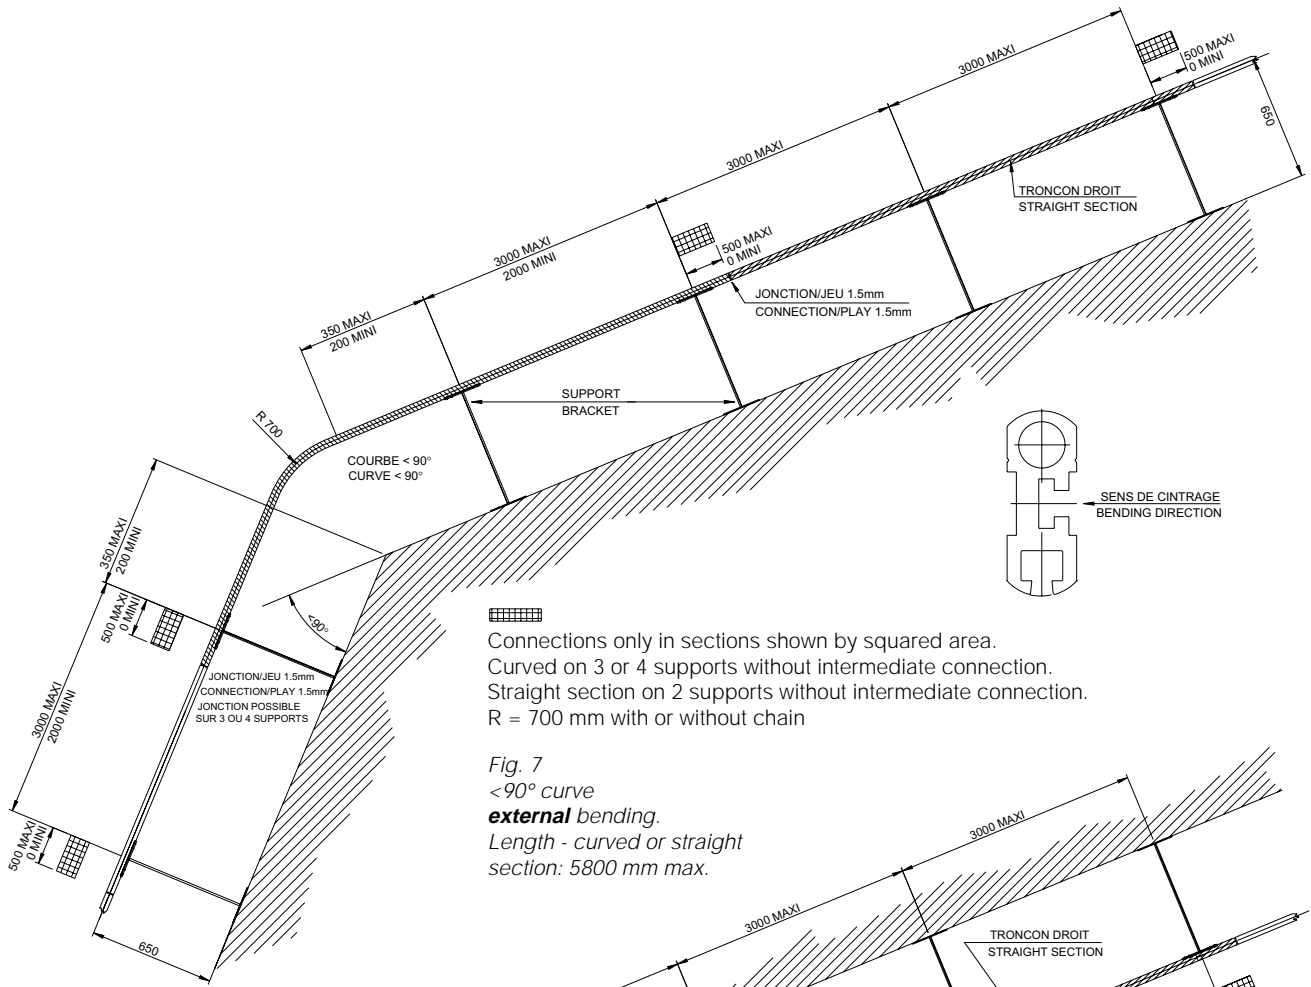 3000 MAXI
500 MAXI
0 MINI
650
3000 MAXI
TRONCON DROIT
STRAIGHT SECTION
3000 MAXI
2000 MINI
500 MAXI
0 MINI
JONCTION/JEU 1.5mm
CONNECTION/PLAY 1.5mm
350 MAXI
200 MINI
SUPPORT
BRACKET
R 700
COURBE < 90°
CURVE < 90°
SENS DE CINTRAGE
BENDING DIRECTION
350 MAXI
200 MINI
500 MAXI
0 MINI
<90°
3000 MAXI
2000 MINI
JONCTION/JEU 1.5mm
CONNECTION/PLAY 1.5mm
JONCTION POSSIBLE
SUR 3 OU 4 SUPPORTS
500 MAXI
0 MINI
650
Connections only in sections shown by squared area.
Curved on 3 or 4 supports without intermediate connection.
Straight section on 2 supports without intermediate connection.
R = 700 mm with or without chain
Fig. 7
<90° curve
external bending.
Length - curved or straight
section: 5800 mm max.
3000 MAXI
3000 MAXI
TRONCON DROIT
STRAIGHT SECTION